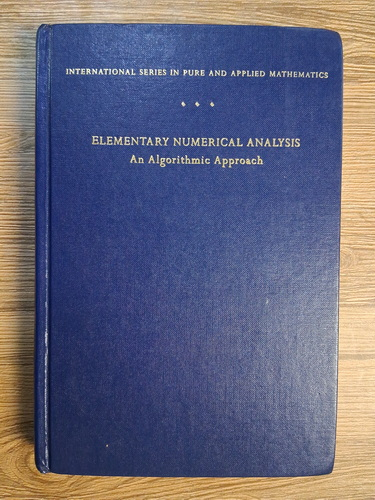 INTERNATIONAL SERIES IN PURE AND APPLIED MATHEMATICS
ELEMENTARY NUMERICAL ANALYSIS
An Algorithmic Approach